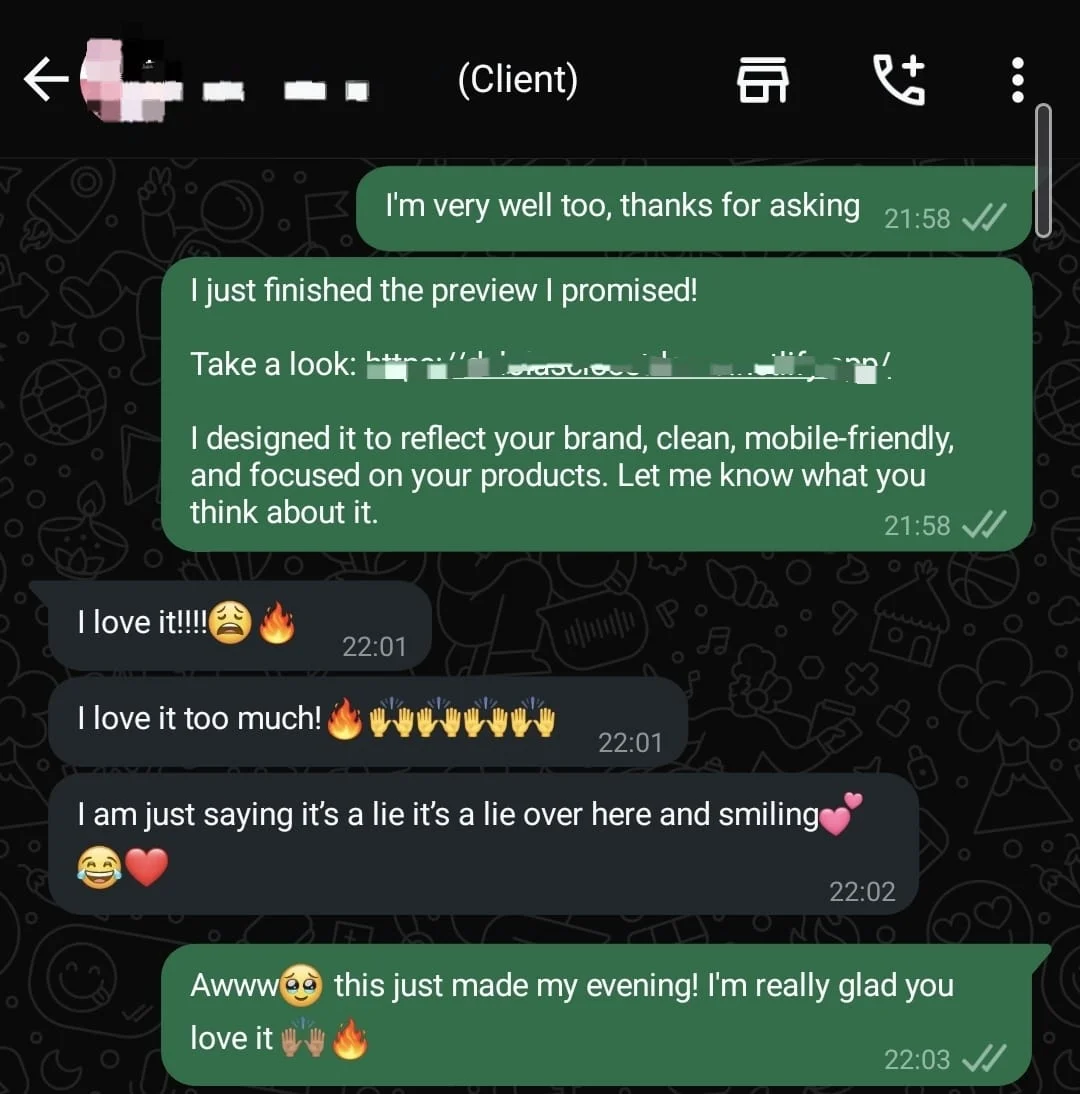 (Client)
I'm very well too, thanks for asking
21:58
I just finished the preview I promised!
Take a look:
I designed it to reflect your brand, clean, mobile-friendly,
and focused on your products. Let me know what you
think about it.
21:58
I love it!!!!😩🔥
22:01
I love it too much!🔥🙌🙌🙌🙌
22:01
I am just saying it’s a lie it’s a lie over here and smiling💕
😂❤️
22:02
Awww🥹 this just made my evening! I'm really glad you
love it 🙌🏽🔥
22:03